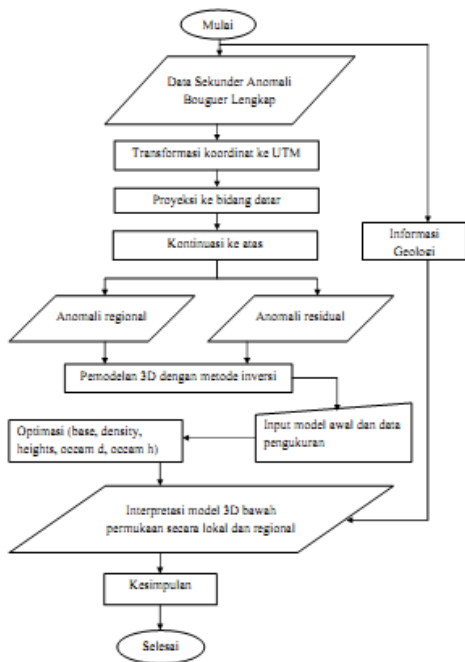 Mulai
Data Sekunder Anomali
Bouguer Lengkap
Transformasi koordinat ke UTM
Proyeksi ke bidang datar
Kontinuasi ke atas
Informasi
Geologi
Anomali regional
Anomali residual
Pemodelan 3D dengan metode inversi
Input model awal dan data
pengukuran
Optimasi (base, density,
heights, occam d, occam h)
Interpretasi model 3D bawah
permukaan secara lokal dan regional
Kesimpulan
Selesai